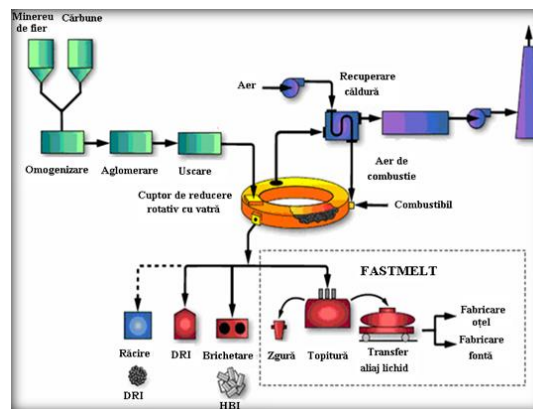 Minereu
de fier
Cărbune
Aer
Recuperare
căldură
Omogenizare
Aglomerare
Uscare
Aer de
combustie
Cuptor de reducere
rotativ cu vatră
Combustibil
FASTMELT
Răcire
DRI
Brichetare
Zgură
Topitură
Transfer
aliaj lichid
Fabricare
oțel
Fabricare
fontă
DRI
HBI